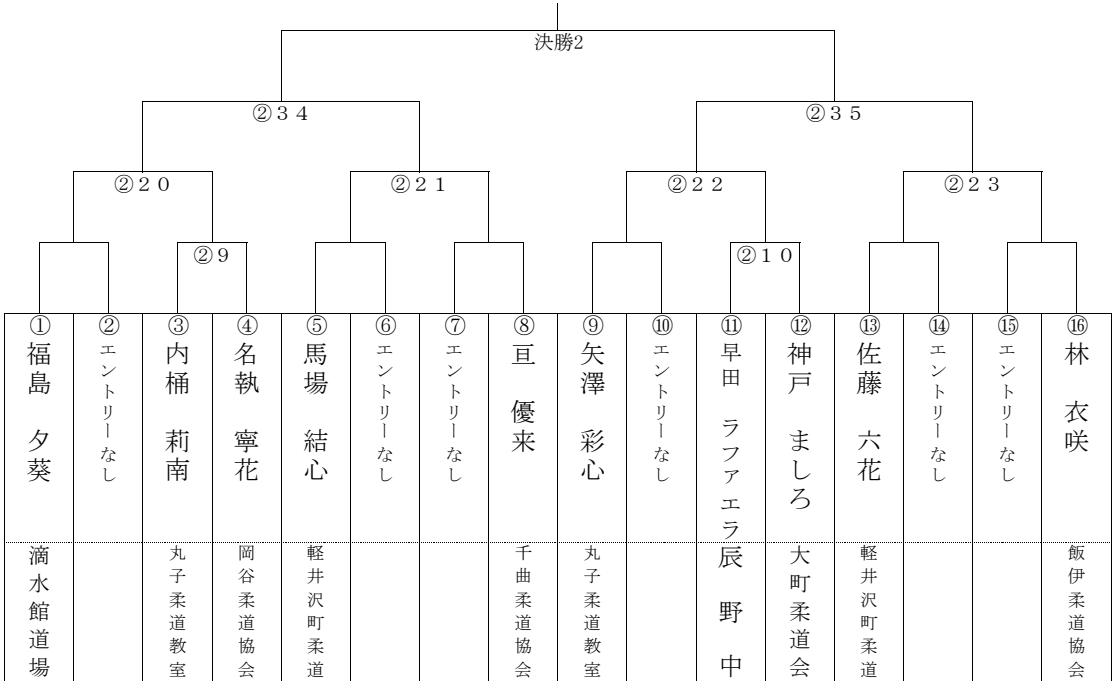 決勝2
②３４
②３５
②２０
②２１
②２２
②２３
②９
②１０
①
②
③
④
⑤
⑥
⑦
⑧
⑨
⑩
⑪
⑫
⑬
⑭
⑮
⑯
福島 夕葵
エントリーなし
内桶 莉南
名執 寧花
馬場 結心
エントリーなし
エントリーなし
亘 優来
矢澤 彩心
エントリーなし
早田 ラファエラ
神戸 ましろ
佐藤 六花
エントリーなし
エントリーなし
林 衣咲
滴水館道場
丸子柔道教室
岡谷柔道協会
軽井沢町柔道
千曲柔道協会
丸子柔道教室
辰野中
大町柔道会
軽井沢町柔道
飯伊柔道協会